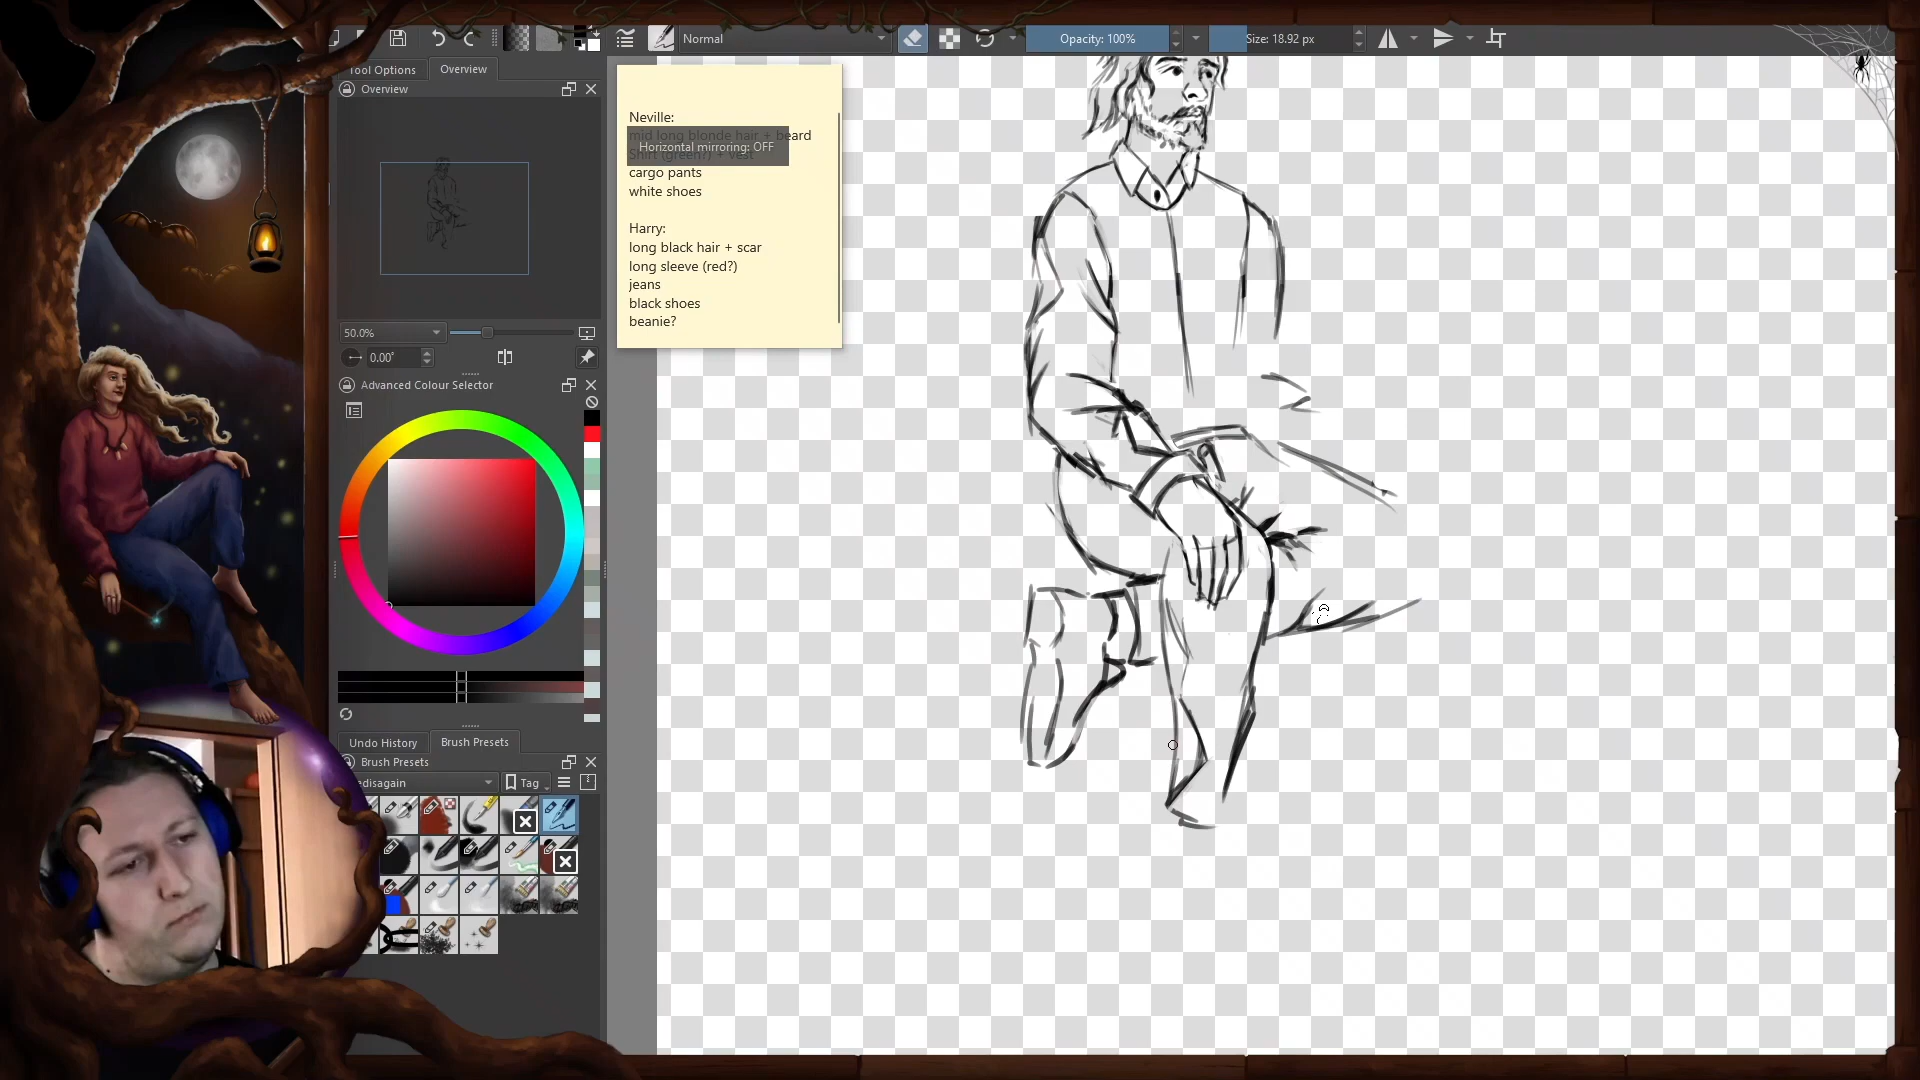 Normal
Opacity: 100%
Size: 18.92 px
Tool Options
Overview
Overview
Neville:
mid long blonde hair + beard
Shirt (green?) + vest
Horizontal mirroring: OFF
cargo pants
white shoes
Harry:
long black hair + scar
long sleeve (red?)
jeans
black shoes
beanie?
50.0%
0.00°
Advanced Colour Selector
Undo History
Brush Presets
Brush Presets
edisagain
Tag